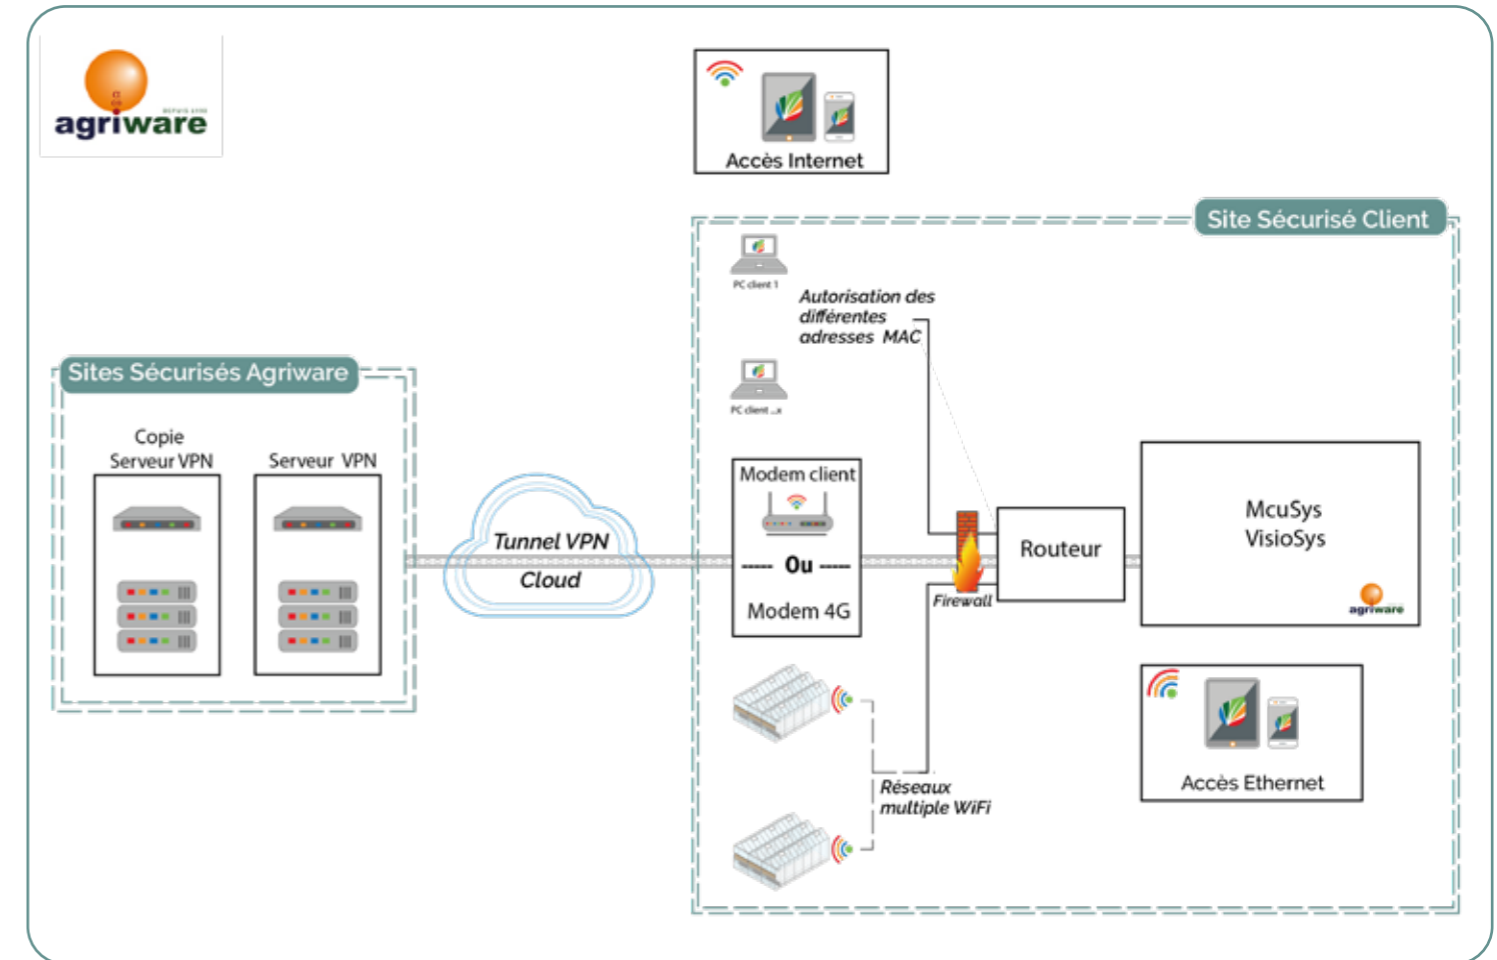 DEPUIS 1990
agriware
Accès Internet
Site Sécurisé Client
PC client 1
Autorisation des
différentes
adresses MAC
Sites Sécurisés Agriware
PC client ...x
Copie
Serveur VPN
Serveur VPN
Modem client
Tunnel VPN
Cloud
---- Ou ----
Modem 4G
Firewall
Routeur
McuSys
VisioSys
agriware
Réseaux
multiple WiFi
Accès Ethernet